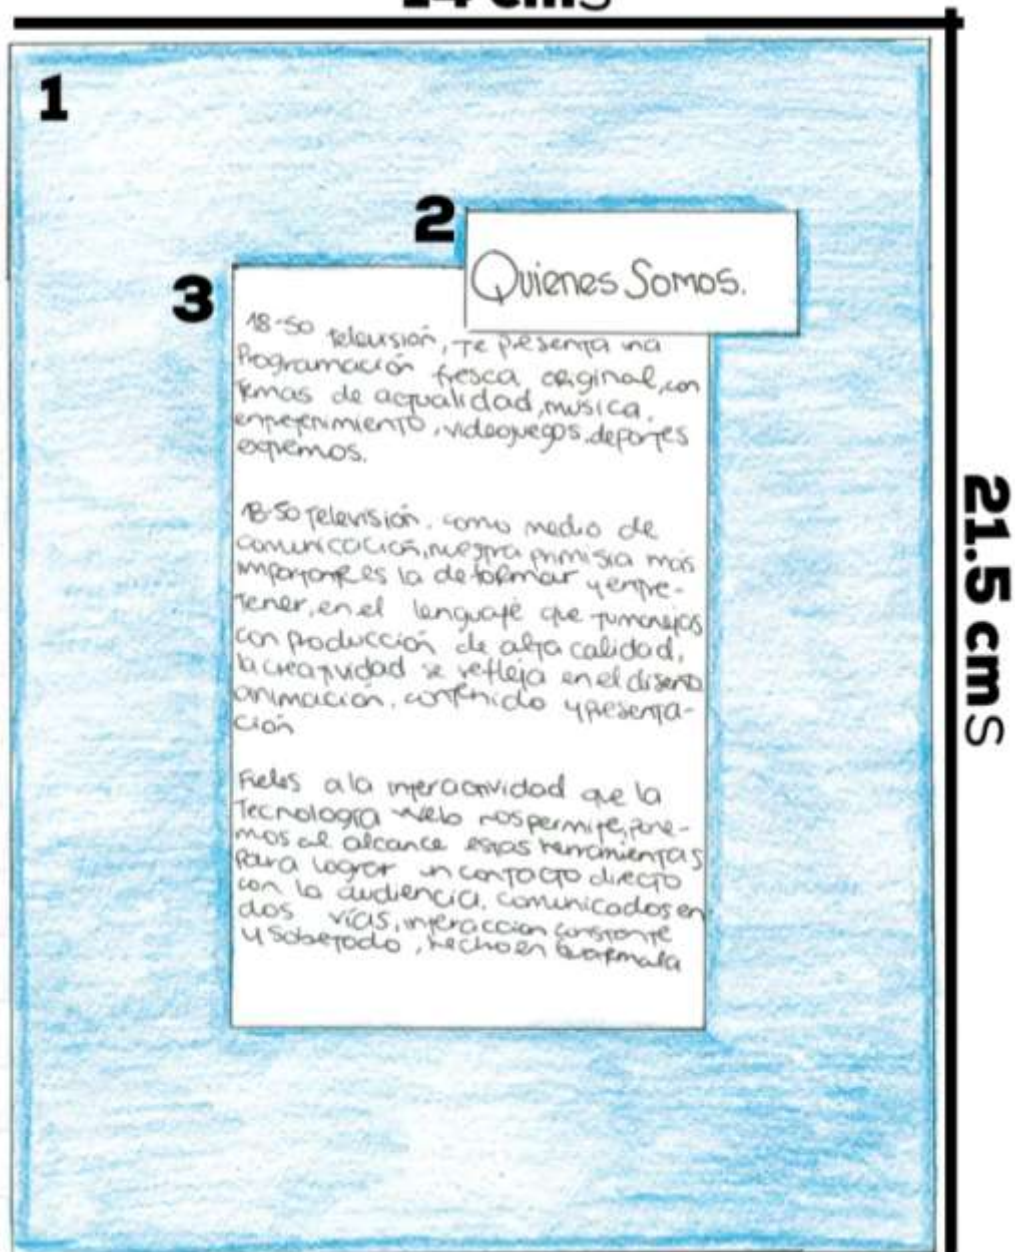 14 cms
1
2
Quienes Somos.
3
18-50 television, te presenta una
Programación fresca, original, con
temas de actualidad, musica,
entretenimiento, videojuegos, deportes
extremos.
18-50 televisión, como medio de
comunicación, nuestra primisia más
importante es la de formar y entre-
tener, en el lenguaje que tu manejas
con producción de alta calidad,
la creatividad se refleja en el diseño
animación, contenido y presenta-
ción
Fieles a la interactividad que la
Tecnología Web nos permite, pone-
mos al alcance estas herramientas
Para lograr un contacto directo
con la audiencia, comunicados en
dos vías, interacción constante
y sobretodo, hecho en Guatemala
21.5 cms